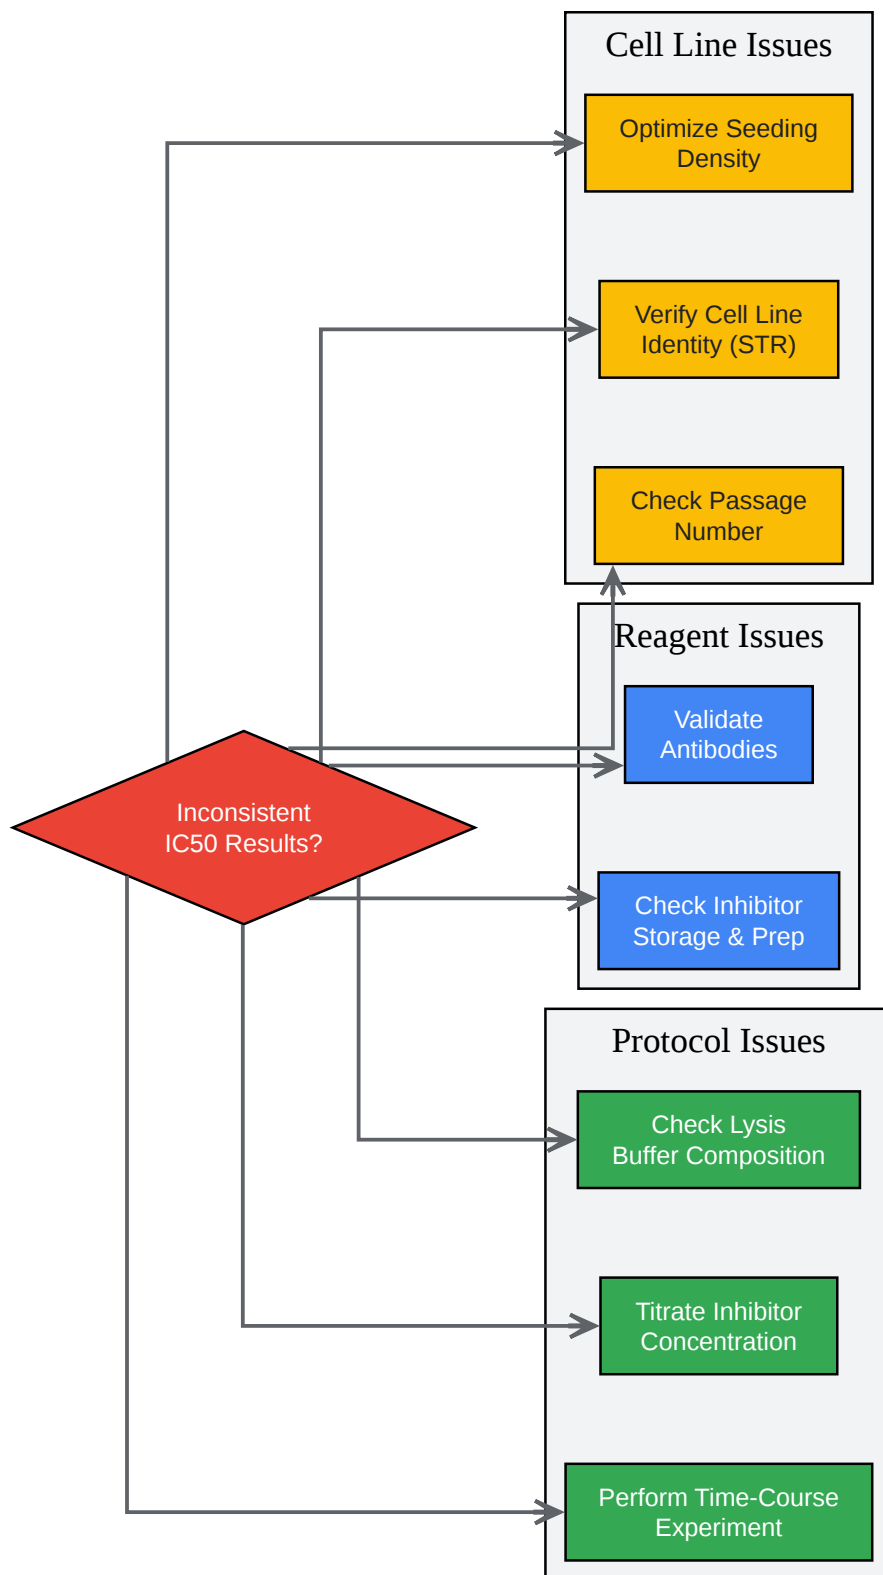 Cell Line Issues
Optimize Seeding
Density
Verify Cell Line
Identity (STR)
Check Passage
Number
Reagent Issues
Validate
Antibodies
Inconsistent
IC50 Results?
Check Inhibitor
Storage & Prep
Protocol Issues
Check Lysis
Buffer Composition
Titrate Inhibitor
Concentration
Perform Time-Course
Experiment